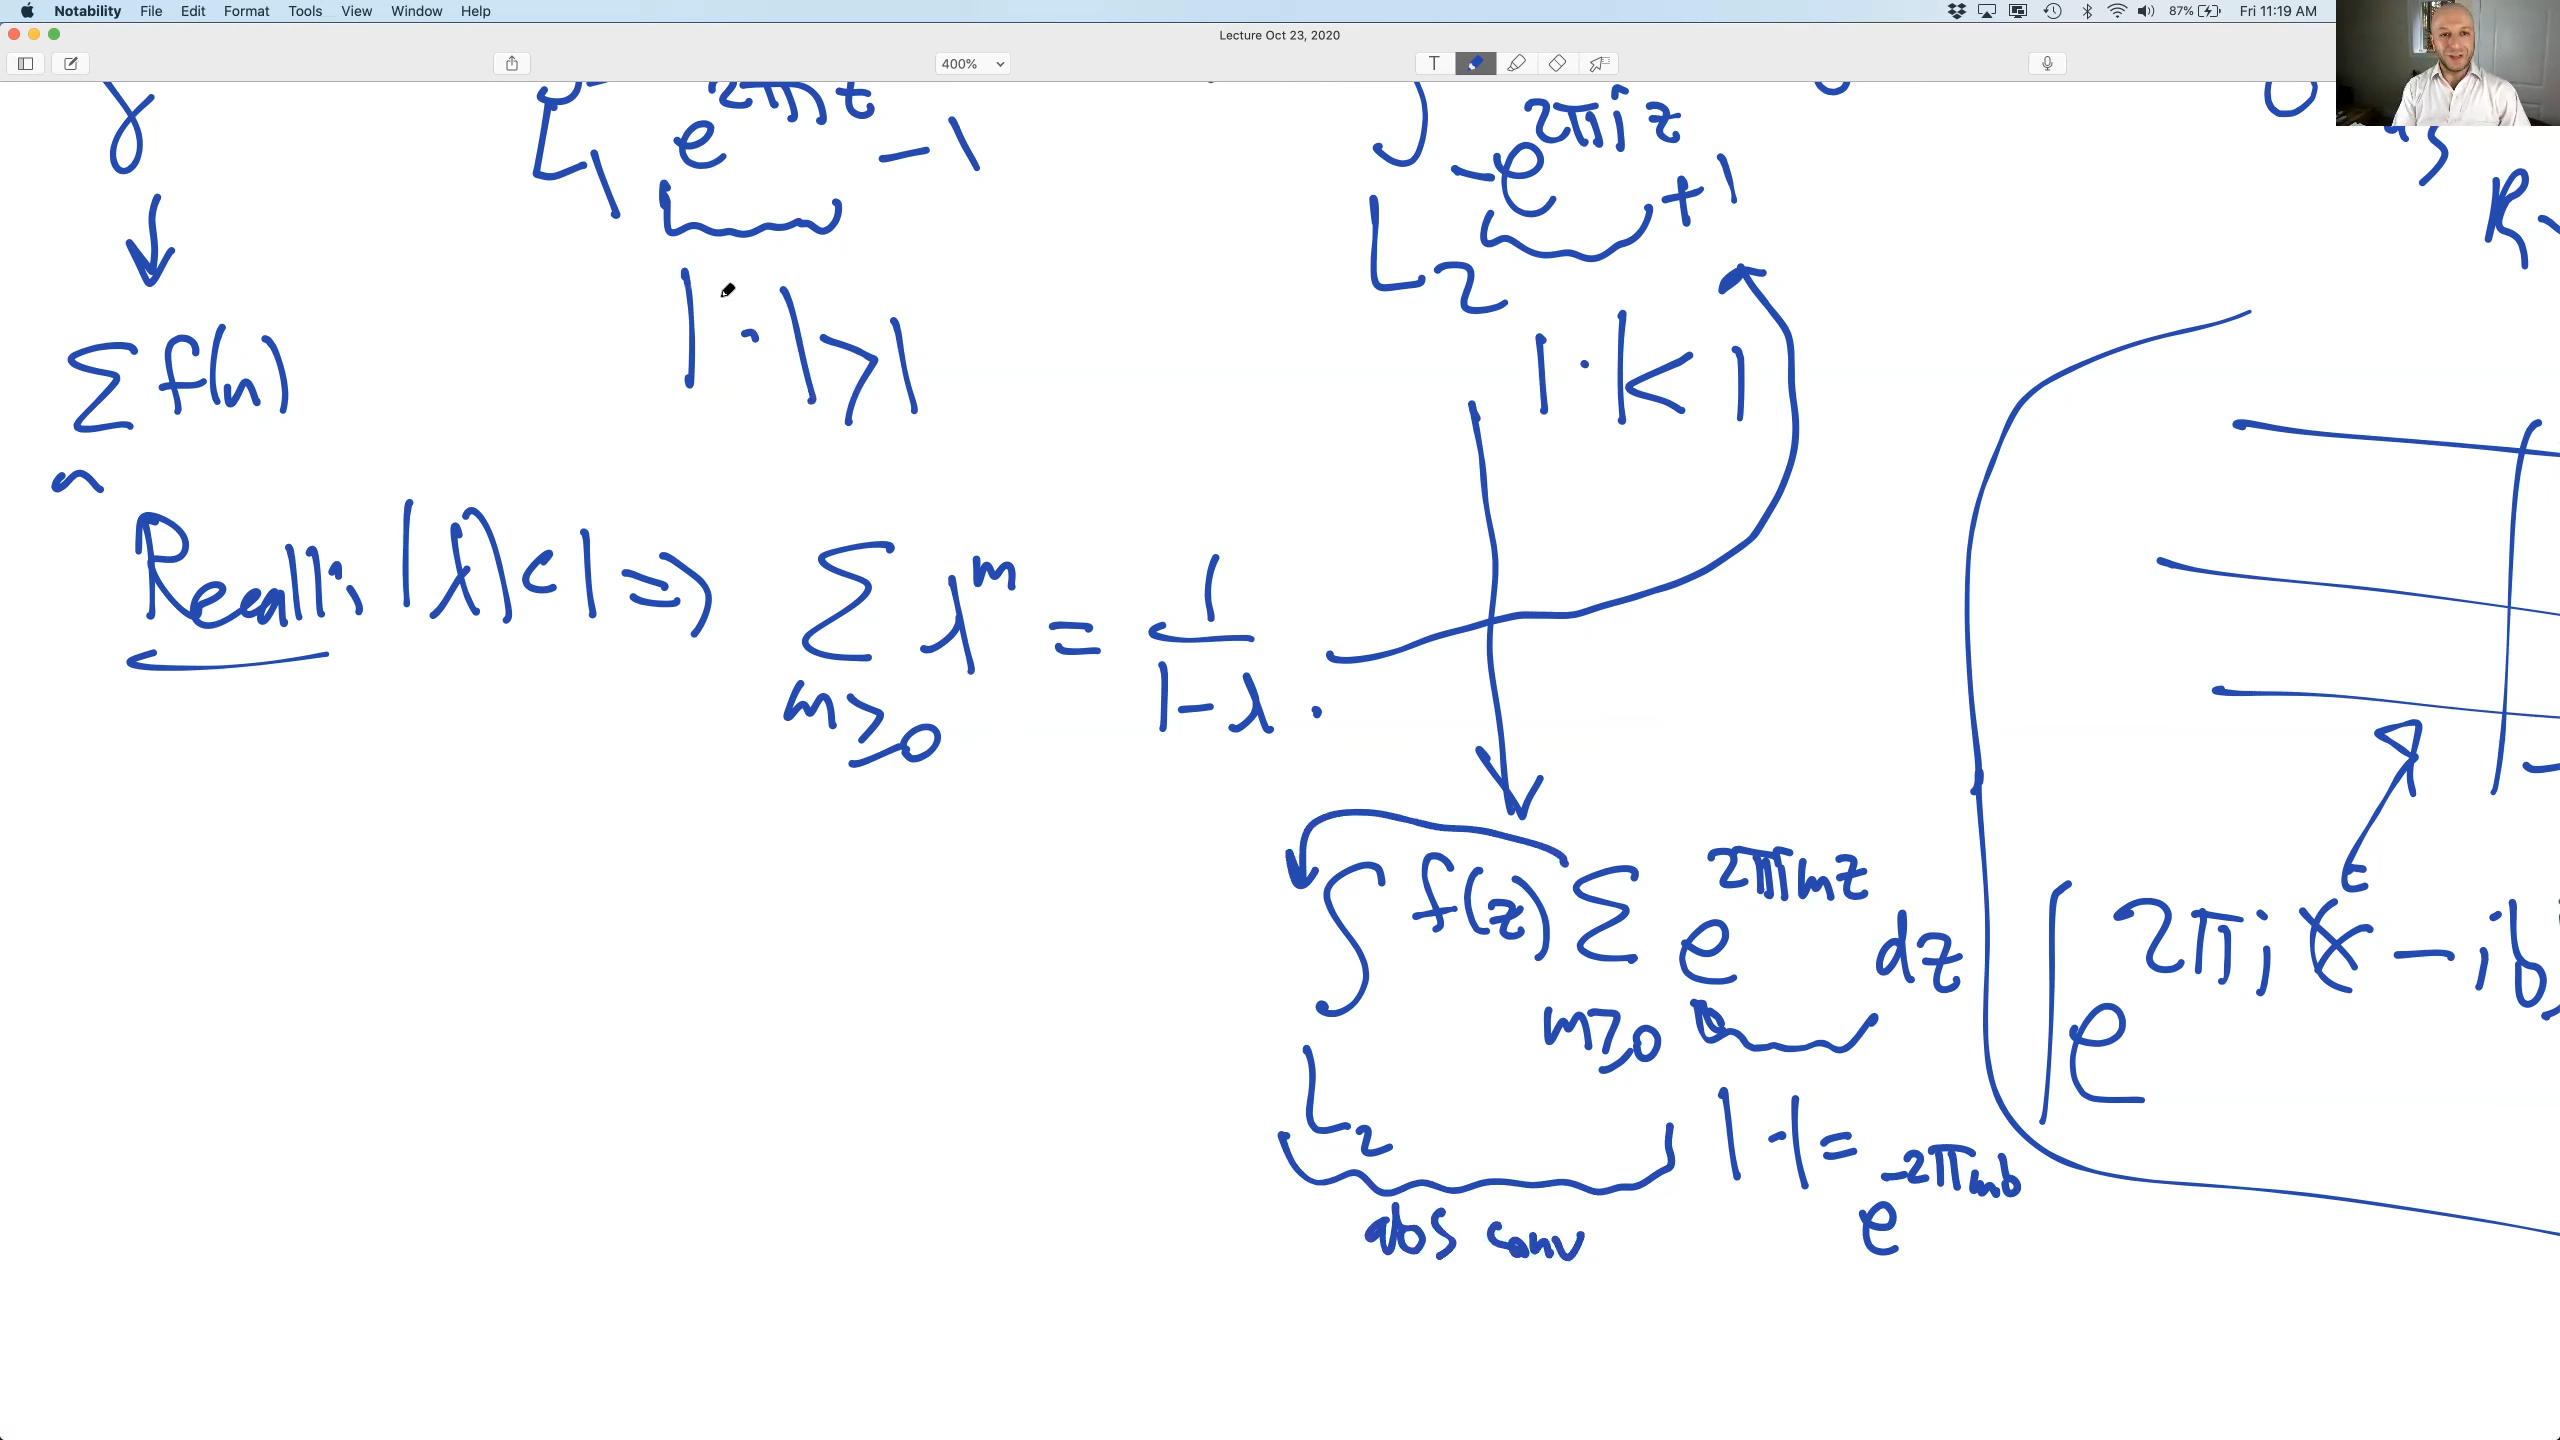 Notability File Edit Format Tools View Window Help 87% Fri 11:19 AM
Lecture Oct 23, 2020
400% T
γ
↓
Σ f(n)
n
∫ e^{2πiz} - 1
L1
|·| > 1
∫ -e^{2πiz} + 1
L2
|·| < 1
R
Recall: |λ| < 1 ⇒ Σ λ^m = 1/(1-λ).
m≥0
∫ f(z) Σ e^{2πimz} dz
L2 m≥0
|·| = e^{-2πmb}
abs conv
ε
|e^{2πi(x-ib)}